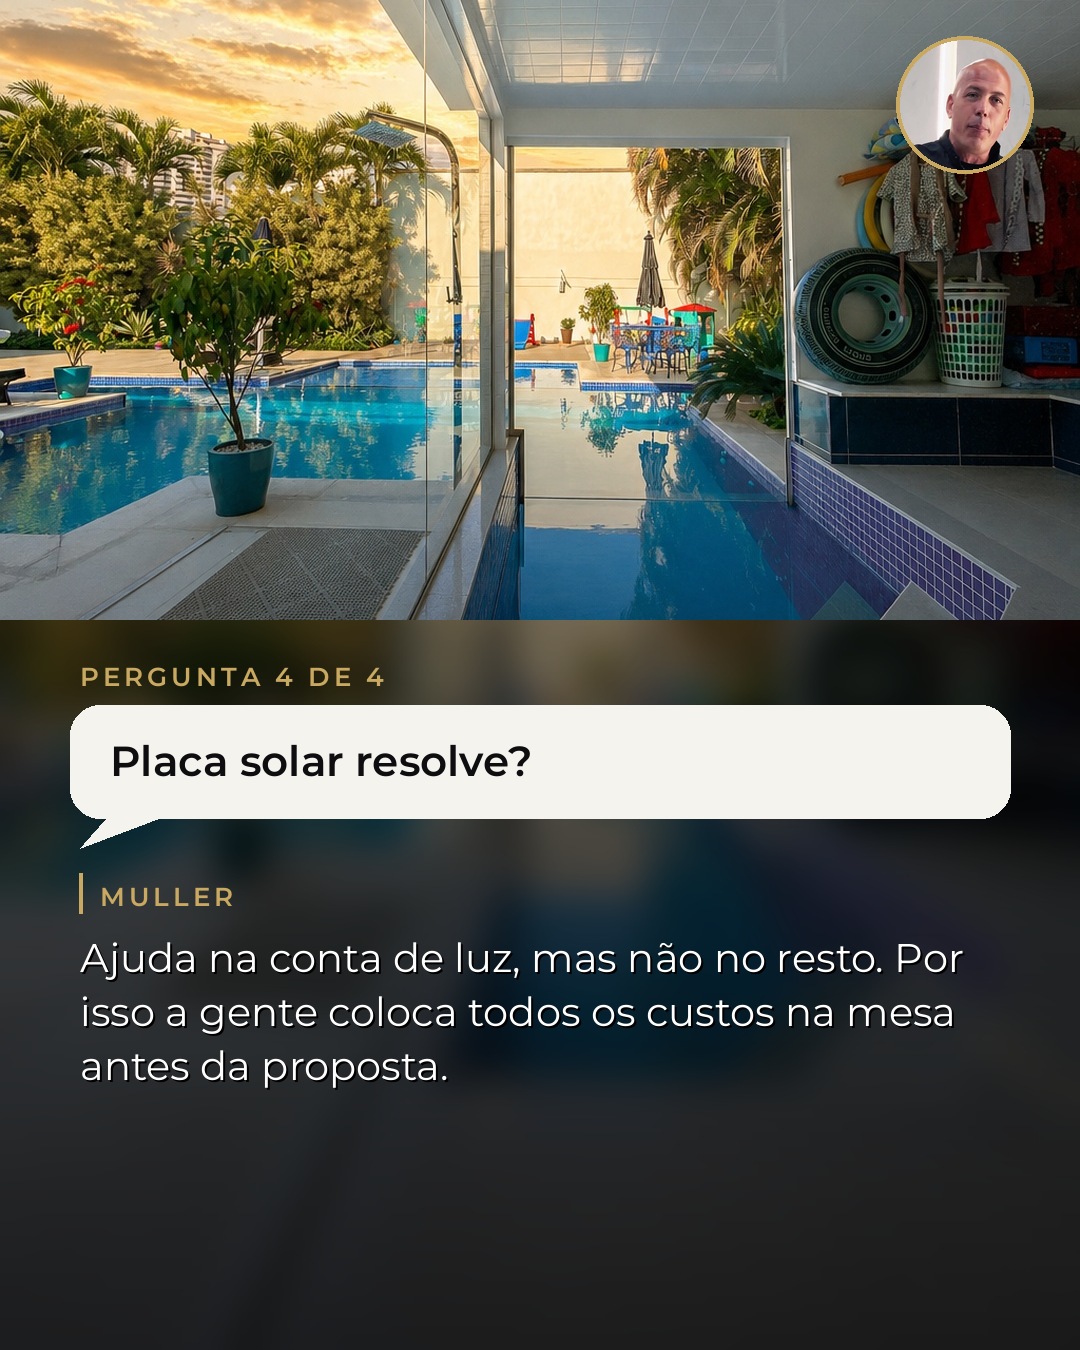 PERGUNTA 4 DE 4
Placa solar resolve?
MULLER
Ajuda na conta de luz, mas não no resto. Por
isso a gente coloca todos os custos na mesa
antes da proposta.